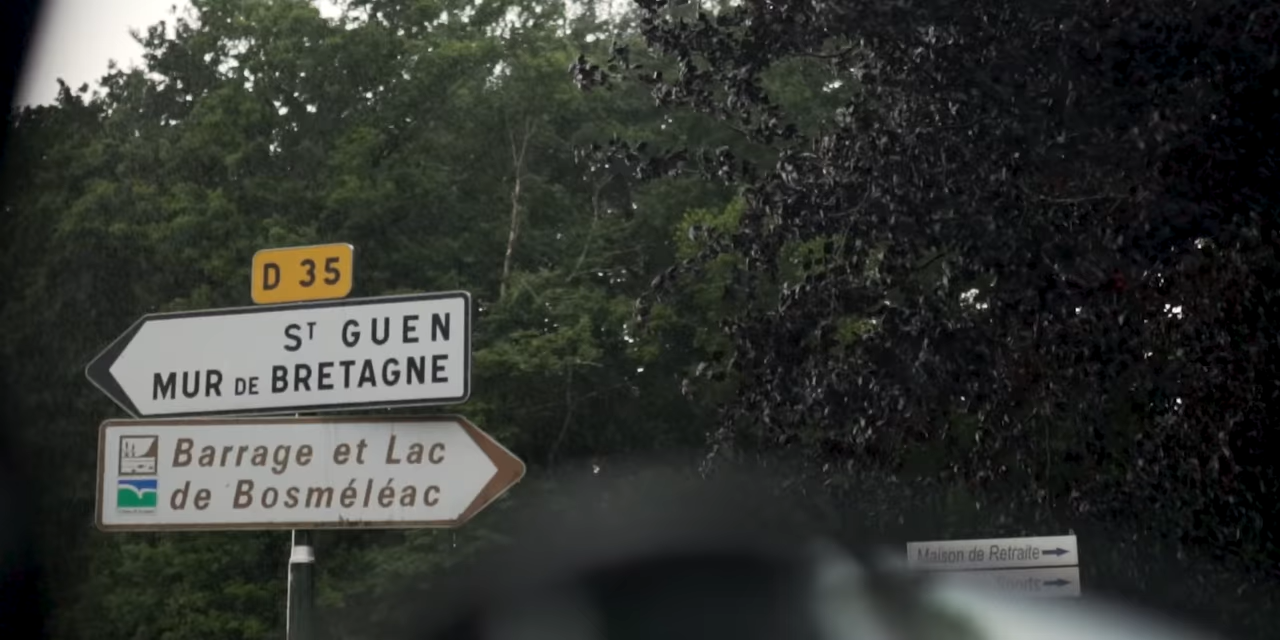 D 35
ST GUEN
MUR DE BRETAGNE
Barrage et Lac
de Bosméléac
Maison de Retraite